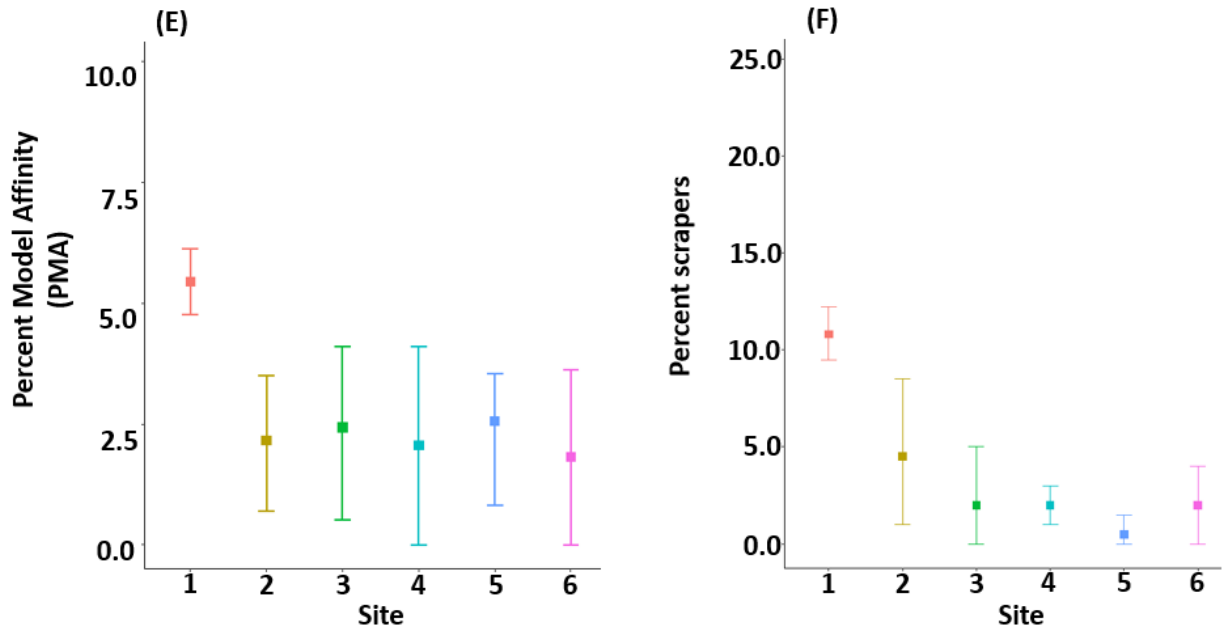 (E)
Percent Model Affinity
(PMA)
10.0
7.5
5.0
2.5
0.0
1 2 3 4 5 6
Site
(F)
Percent scrapers
25.0
20.0
15.0
10.0
5.0
0.0
1 2 3 4 5 6
Site